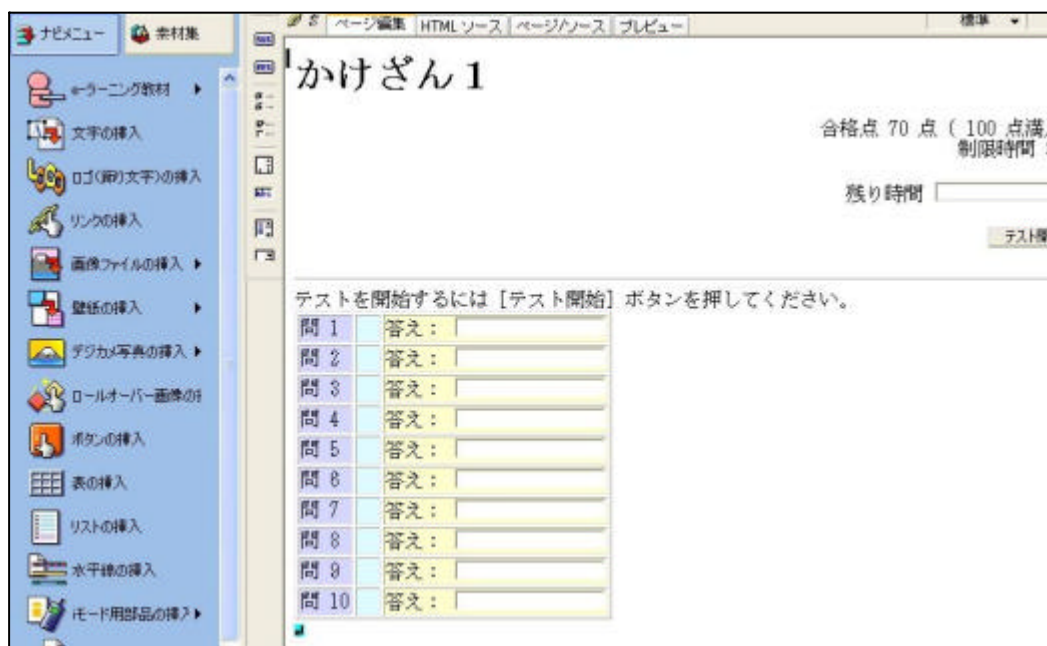 ナビメニュー
素材集
e-ラーニング教材
文字の挿入
ロゴ(飾り文字)の挿入
リンクの挿入
画像ファイルの挿入
壁紙の挿入
デジカメ写真の挿入
ロールオーバー画像の
ボタンの挿入
表の挿入
リストの挿入
水平線の挿入
iモード用部品の挿入
ページ編集 HTMLソース ページ/ソース プレビュー
標準
かけざん 1
合格点 70 点 ( 100 点満
制限時間
残り時間
テスト開
テストを開始するには [テスト開始] ボタンを押してください。
問 1 答え:
問 2 答え:
問 3 答え:
問 4 答え:
問 5 答え:
問 6 答え:
問 7 答え:
問 8 答え:
問 9 答え:
問 10 答え: